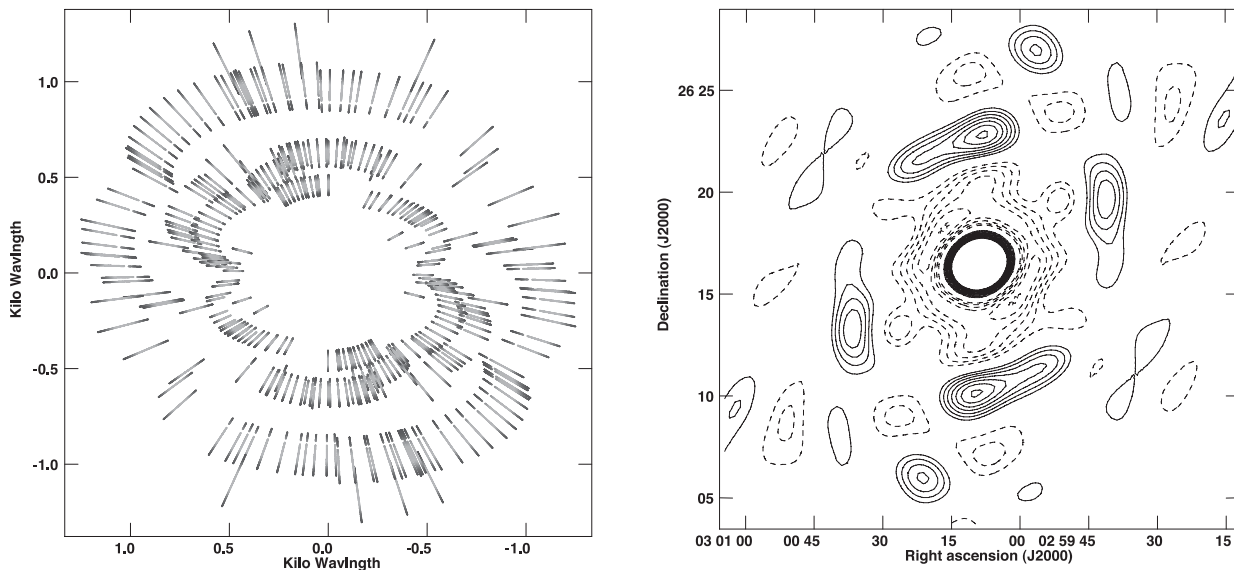 Kilo Wavlngth
1.0
0.5
0.0
-0.5
-1.0
1.0 0.5 0.0 -0.5 -1.0
Kilo Wavlngth
Declination (J2000)
26 25
20
15
10
05
03 01 00 00 45 30 15 00 02 59 45 30 15
Right ascension (J2000)